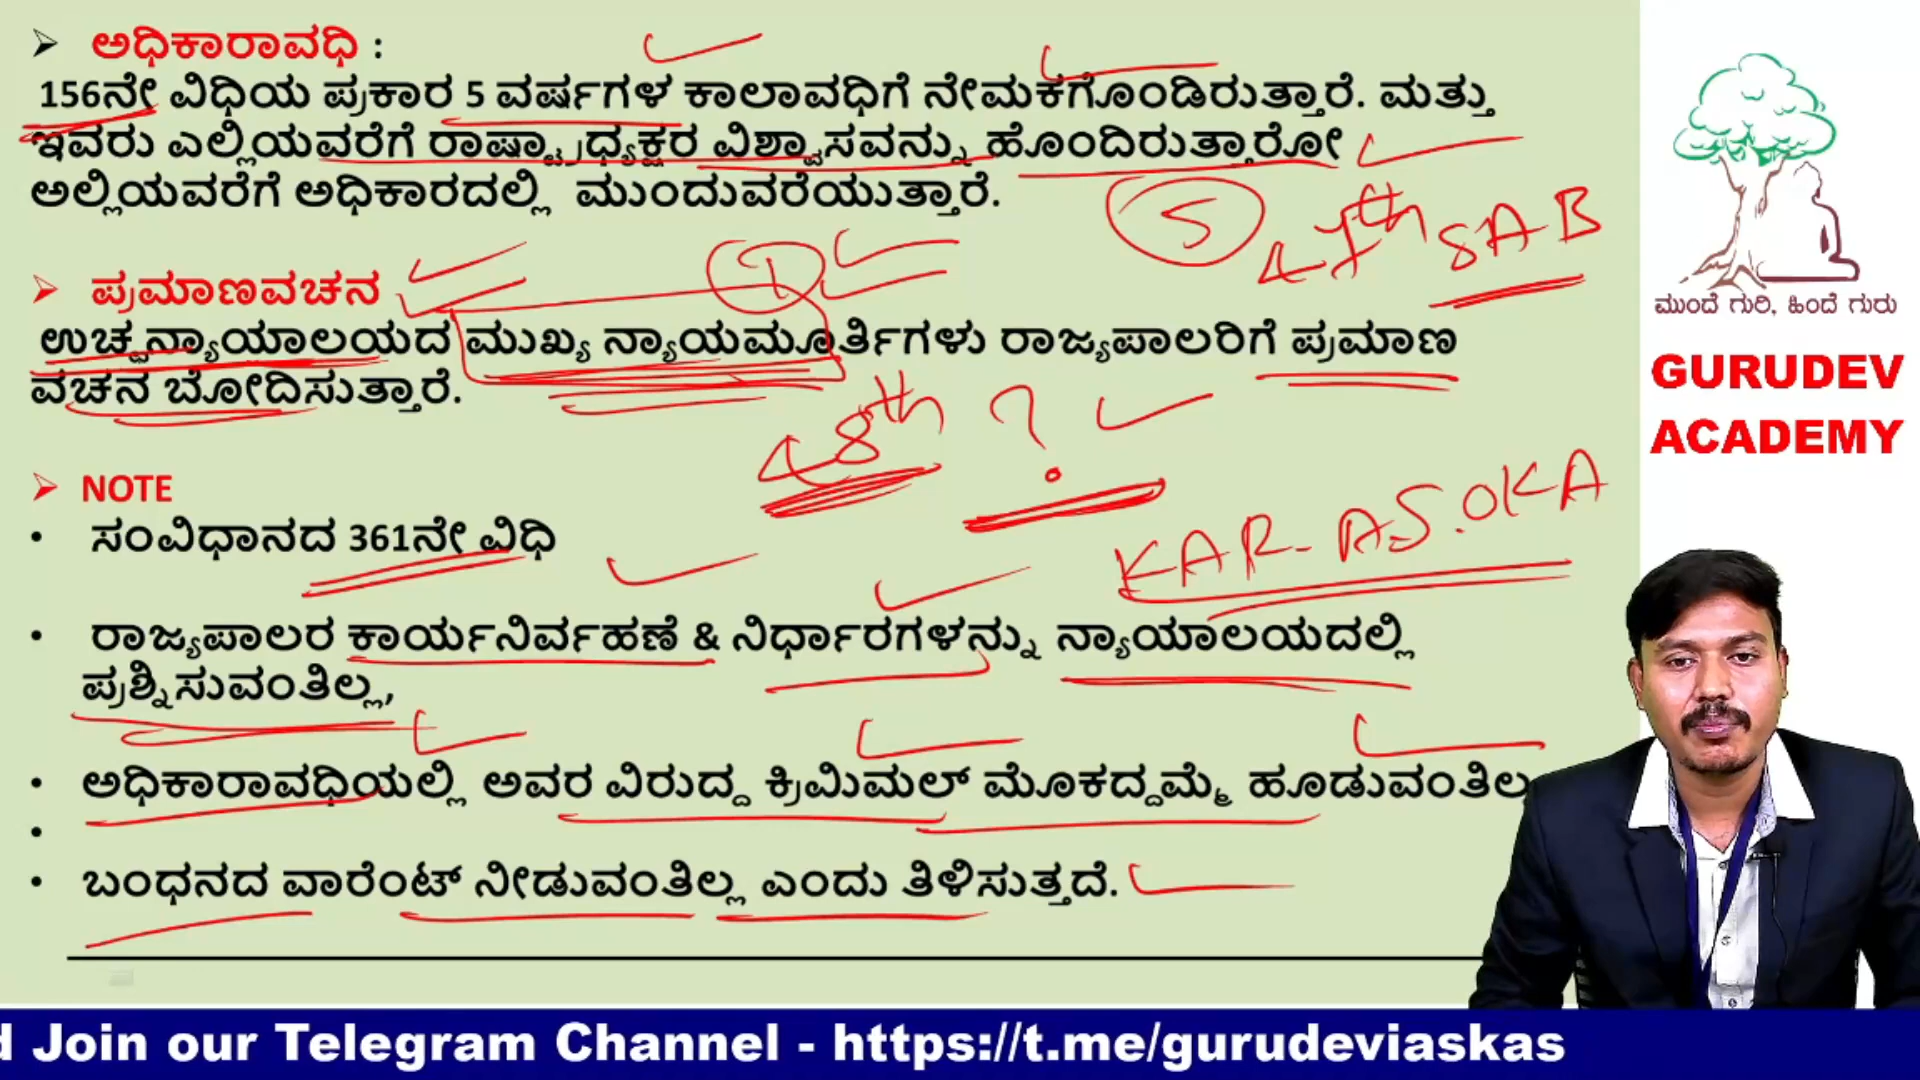 ➢ ಅಧಿಕಾರಾವಧಿ :
156ನೇ ವಿಧಿಯ ಪ್ರಕಾರ 5 ವರ್ಷಗಳ ಕಾಲಾವಧಿಗೆ ನೇಮಕಗೊಂಡಿರುತ್ತಾರೆ. ಮತ್ತು
ಇವರು ಎಲ್ಲಿಯವರೆಗೆ ರಾಷ್ಟ್ರಾಧ್ಯಕ್ಷರ ವಿಶ್ವಾಸವನ್ನು ಹೊಂದಿರುತ್ತಾರೋ
ಅಲ್ಲಿಯವರೆಗೆ ಅಧಿಕಾರದಲ್ಲಿ ಮುಂದುವರೆಯುತ್ತಾರೆ.
5 47th SAB
➢ ಪ್ರಮಾಣವಚನ
ಉಚ್ಚನ್ಯಾಯಾಲಯದ ಮುಖ್ಯ ನ್ಯಾಯಮೂರ್ತಿಗಳು ರಾಜ್ಯಪಾಲರಿಗೆ ಪ್ರಮಾಣ
ವಚನ ಬೋದಿಸುತ್ತಾರೆ.
48th ?
➢ NOTE
KAR - AS.OKA
• ಸಂವಿಧಾನದ 361ನೇ ವಿಧಿ
• ರಾಜ್ಯಪಾಲರ ಕಾರ್ಯನಿರ್ವಹಣೆ & ನಿರ್ಧಾರಗಳನ್ನು ನ್ಯಾಯಾಲಯದಲ್ಲಿ
ಪ್ರಶ್ನಿಸುವಂತಿಲ್ಲ,
• ಅಧಿಕಾರಾವಧಿಯಲ್ಲಿ ಅವರ ವಿರುದ್ದ ಕ್ರಿಮಿಮಲ್ ಮೊಕದ್ದಮ್ಮೆ ಹೂಡುವಂತಿಲ್ಲ
•
• ಬಂಧನದ ವಾರೆಂಟ್ ನೀಡುವಂತಿಲ್ಲ ಎಂದು ತಿಳಿಸುತ್ತದೆ.
ಮುಂದೆ ಗುರಿ, ಹಿಂದೆ ಗುರು
GURUDEV
ACADEMY
d Join our Telegram Channel - https://t.me/gurudeviaskas